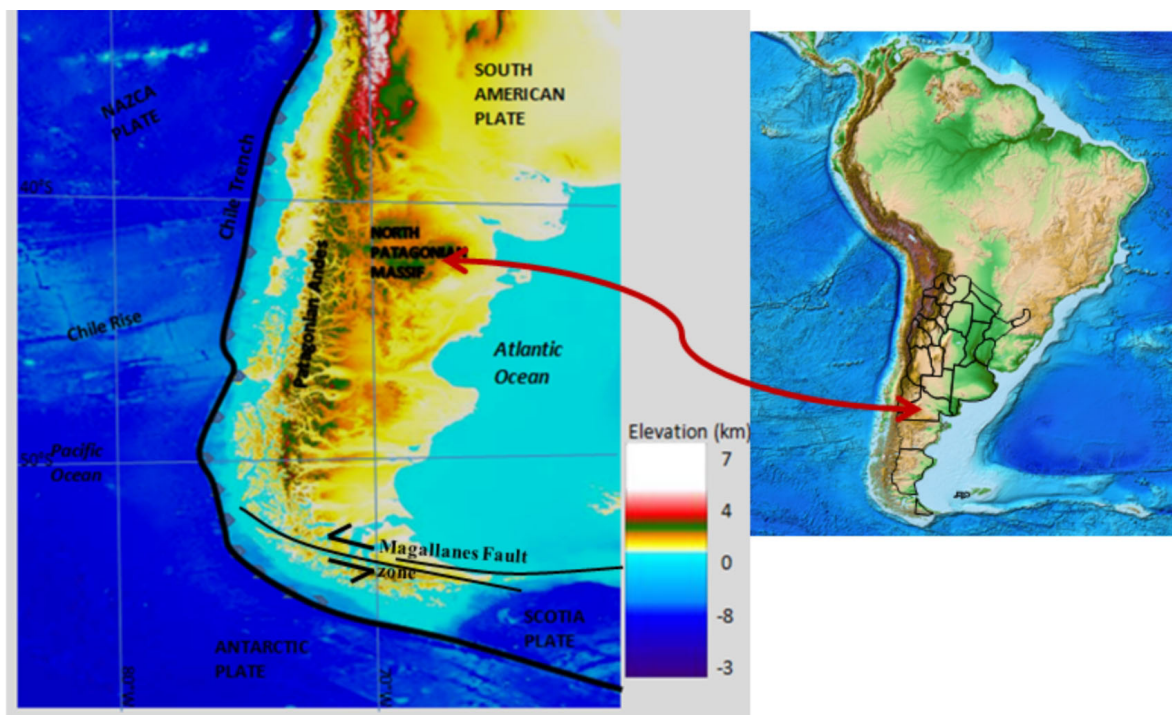 NAZCA
PLATE
SOUTH
AMERICAN
PLATE
40°S
Chile Trench
NORTH
PATAGONIAN
MASSIF
Patagonian Andes
Chile Rise
Atlantic
Ocean
Pacific
Ocean
50°S
Magallanes Fault
zone
SCOTIA
PLATE
ANTARCTIC
PLATE
80°W
70°W
Elevation (km)
7
4
0
-8
-3